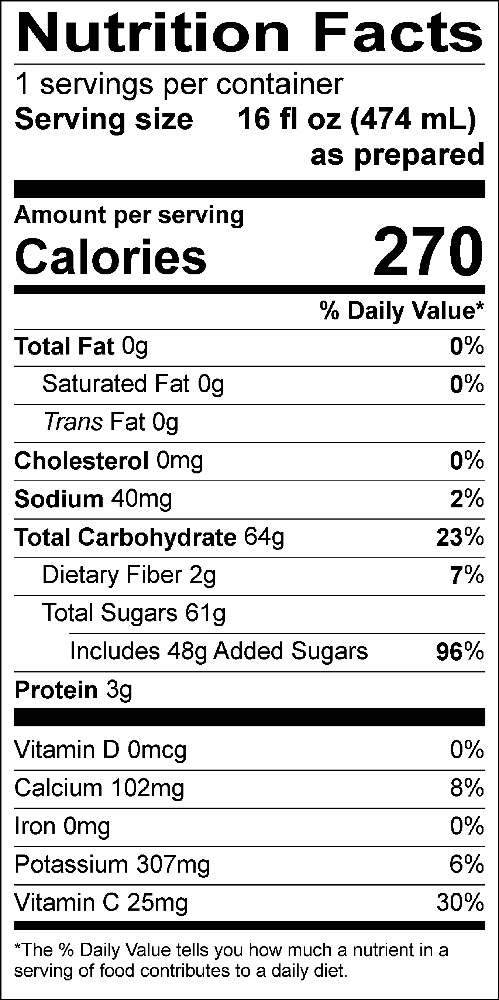 Nutrition Facts
1 servings per container
Serving size 16 fl oz (474 mL)
as prepared
Amount per serving
Calories 270
% Daily Value*
Total Fat 0g 0%
Saturated Fat 0g 0%
Trans Fat 0g
Cholesterol 0mg 0%
Sodium 40mg 2%
Total Carbohydrate 64g 23%
Dietary Fiber 2g 7%
Total Sugars 61g
Includes 48g Added Sugars 96%
Protein 3g
Vitamin D 0mcg 0%
Calcium 102mg 8%
Iron 0mg 0%
Potassium 307mg 6%
Vitamin C 25mg 30%
*The % Daily Value tells you how much a nutrient in a
serving of food contributes to a daily diet.